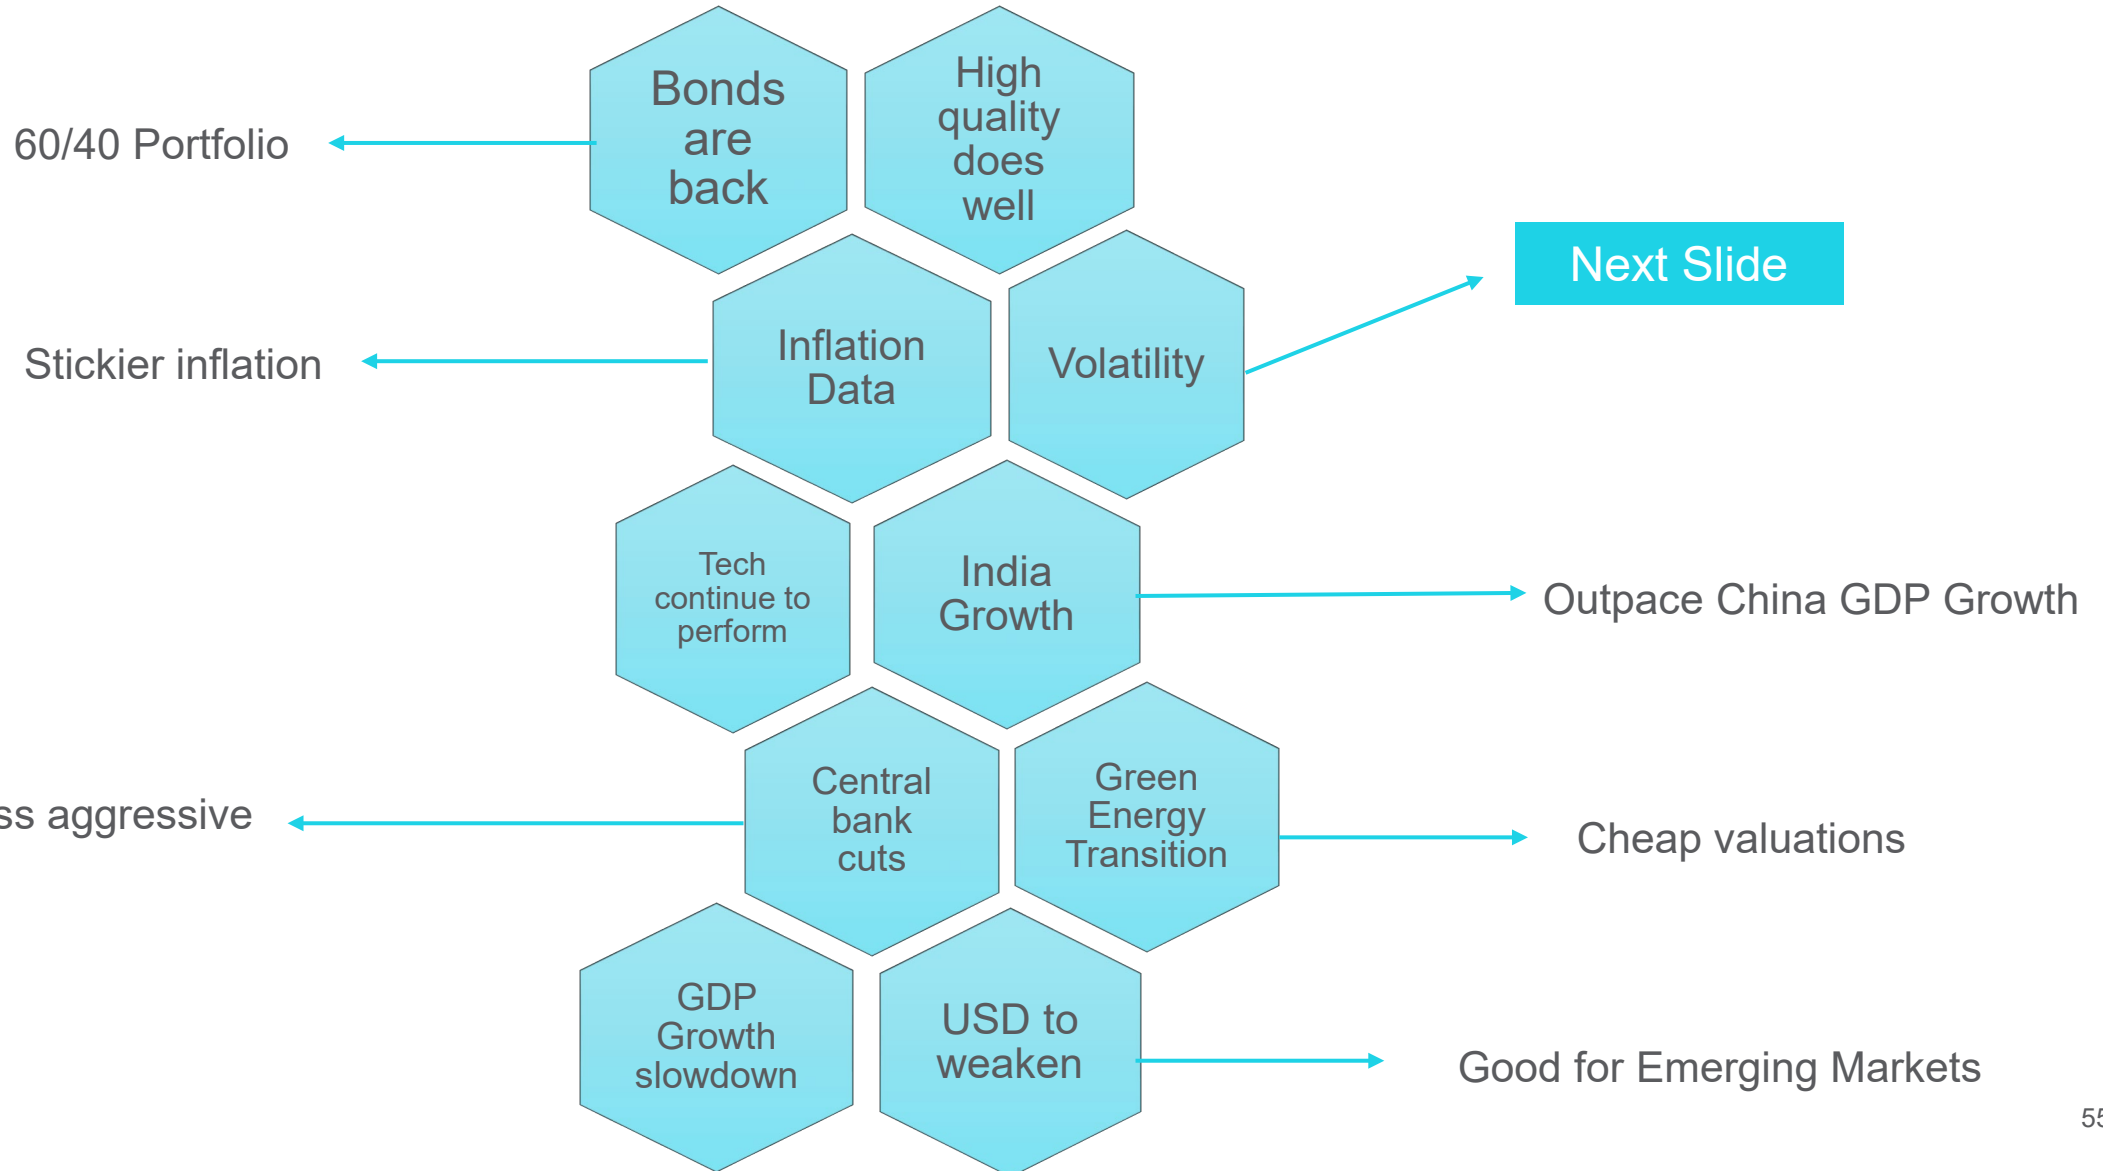 Bonds
are
back
High
quality
does
well
60/40 Portfolio
Next Slide
Inflation
Data
Volatility
Stickier inflation
Tech
continue to
perform
India
Growth
Outpace China GDP Growth
Central
bank
cuts
Green
Energy
Transition
aggressive
Cheap valuations
GDP
Growth
slowdown
USD to
weaken
Good for Emerging Markets